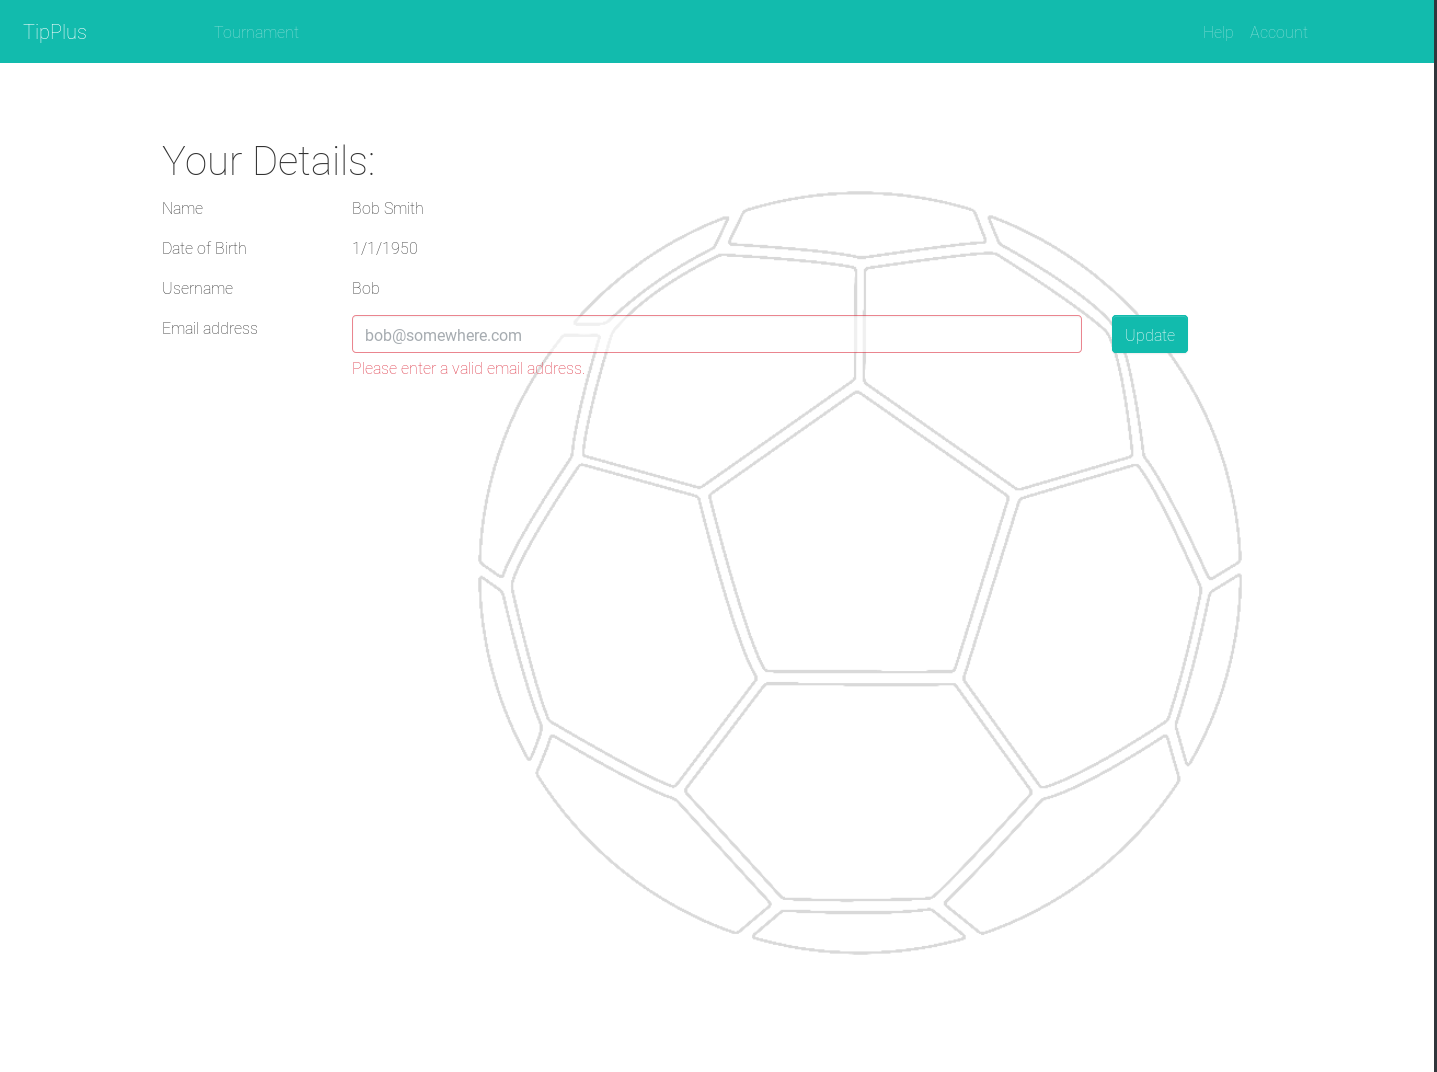 TipPlus Tournament Help Account
Your Details:
Name Bob Smith
Date of Birth 1/1/1950
Username Bob
Email address bob@somewhere.com Update
Please enter a valid email address.